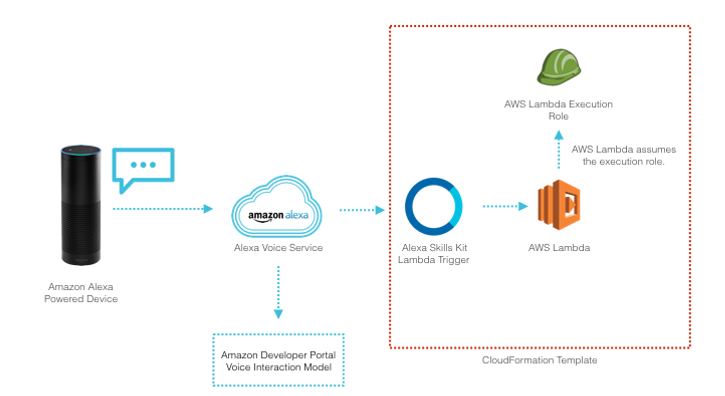 AWS Lambda Execution
Role
AWS Lambda assumes
the execution role.
amazon alexa
Alexa Voice Service
Alexa Skills Kit
Lambda Trigger
AWS Lambda
Amazon Alexa
Powered Device
Amazon Developer Portal
Voice Interaction Model
CloudFormation Template